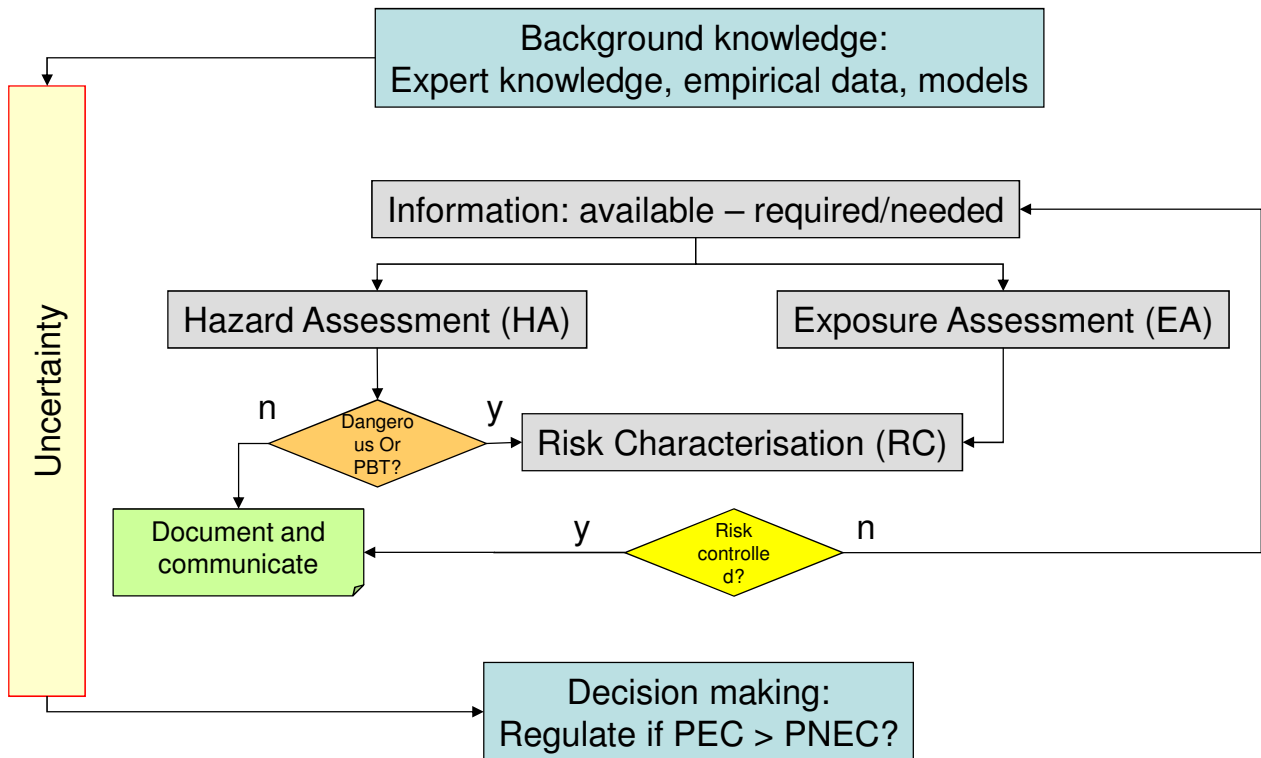 Background knowledge:
Expert knowledge, empirical data, models
Uncertainty
Information: available – required/needed
Hazard Assessment (HA)
Exposure Assessment (EA)
n
Dangero
us Or
PBT?
y
Risk Characterisation (RC)
Document and
communicate
y
Risk
controlle
d?
n
Decision making:
Regulate if PEC > PNEC?